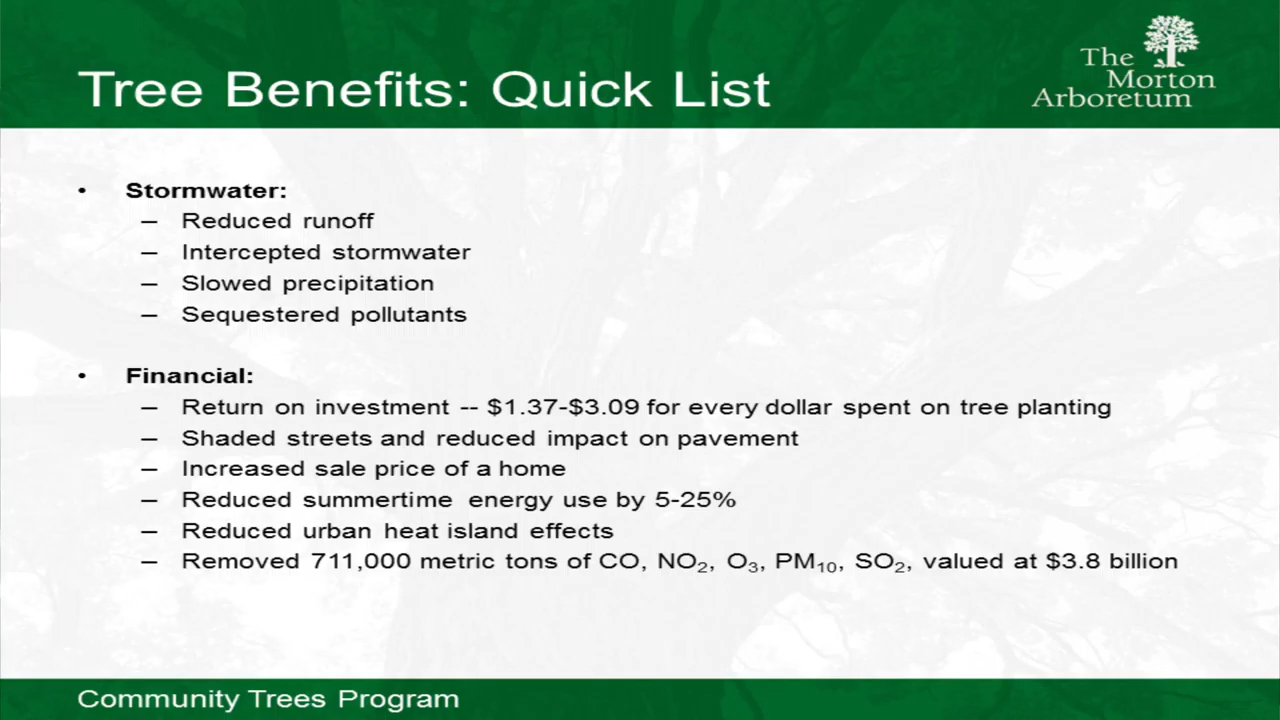 Tree Benefits: Quick List
The
Morton
Arboretum
• Stormwater:
– Reduced runoff
– Intercepted stormwater
– Slowed precipitation
– Sequestered pollutants
• Financial:
– Return on investment -- $1.37-$3.09 for every dollar spent on tree planting
– Shaded streets and reduced impact on pavement
– Increased sale price of a home
– Reduced summertime energy use by 5-25%
– Reduced urban heat island effects
– Removed 711,000 metric tons of CO, NO₂, O₃, PM₁₀, SO₂, valued at $3.8 billion
Community Trees Program